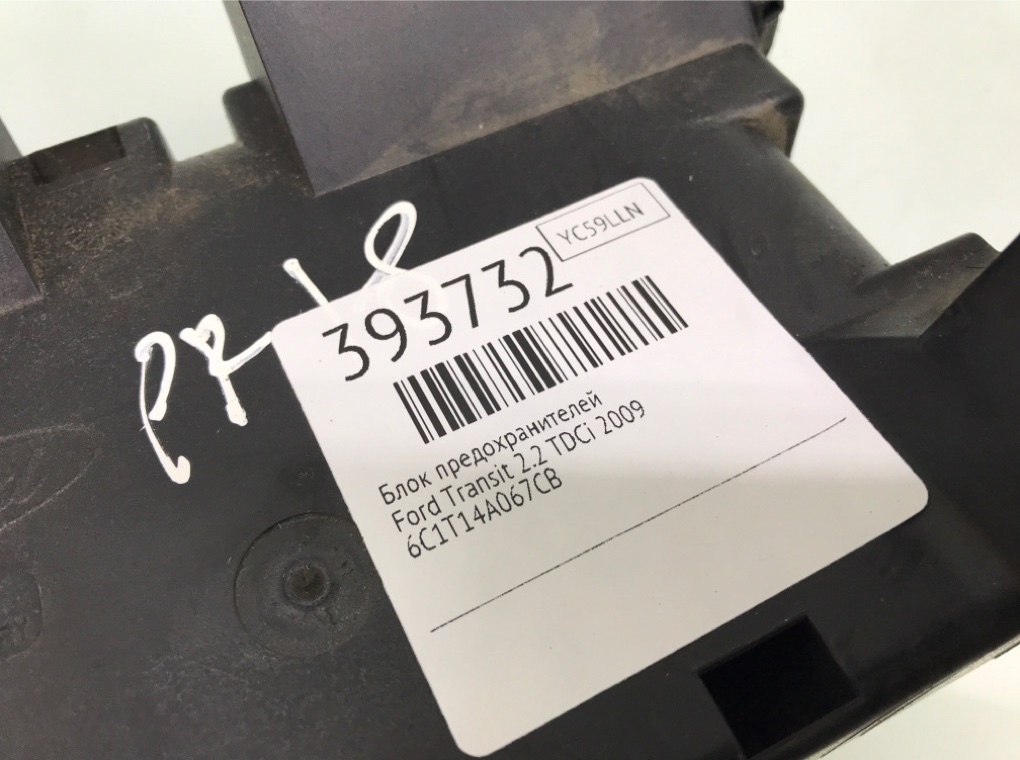 YC59LLN
393732
Блок предохранителей
Ford Transit 2.2 TDCi 2009
6C1T14A067CB